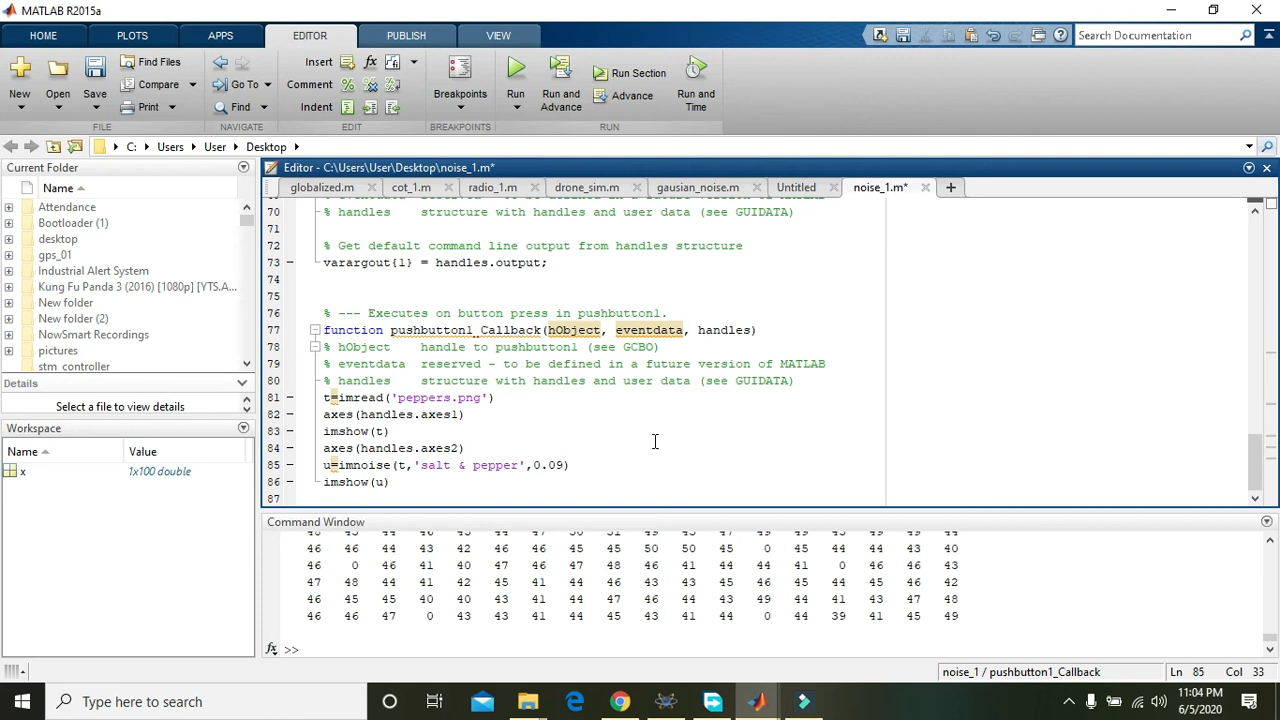 MATLAB R2015a
HOME PLOTS APPS EDITOR PUBLISH VIEW Search Documentation
New Open Save Find Files Compare Print Go To Find Insert fx Comment Indent Breakpoints Run Run and Advance Run Section Advance Run and Time
FILE NAVIGATE EDIT BREAKPOINTS RUN
C: Users User Desktop
Current Folder
Name
Attendance
Bootloader (1)
desktop
gps_01
Industrial Alert System
Kung Fu Panda 3 (2016) [1080p] [YTS.A...
New folder
New folder (2)
NowSmart Recordings
pictures
stm_controller
Details
Select a file to view details
Workspace
Name Value
x 1x100 double
Editor - C:\Users\User\Desktop\noise_1.m*
globalized.m cot_1.m radio_1.m drone_sim.m gausian_noise.m Untitled noise_1.m*
70 % handles structure with handles and user data (see GUIDATA)
71
72 % Get default command line output from handles structure
73 varargout{1} = handles.output;
74
75
76 % --- Executes on button press in pushbutton1.
77 function pushbutton1_Callback(hObject, eventdata, handles)
78 % hObject handle to pushbutton1 (see GCBO)
79 % eventdata reserved - to be defined in a future version of MATLAB
80 % handles structure with handles and user data (see GUIDATA)
81 t=imread('peppers.png')
82 axes(handles.axes1)
83 imshow(t)
84 axes(handles.axes2)
85 u=imnoise(t,'salt & pepper',0.09)
86 imshow(u)
87
Command Window
46 46 44 43 42 46 46 45 45 50 50 45 0 45 44 44 43 40
46 0 46 41 40 47 46 47 48 46 41 44 44 41 0 46 46 43
47 48 44 41 42 45 41 44 46 43 43 45 46 45 44 45 46 42
46 45 45 40 40 43 41 44 47 46 44 43 49 44 41 43 47 48
46 46 47 0 43 43 41 44 45 43 41 44 0 44 39 41 45 49
fx >>
noise_1 / pushbutton1_Callback Ln 85 Col 33
Type here to search
11:04 PM
6/5/2020